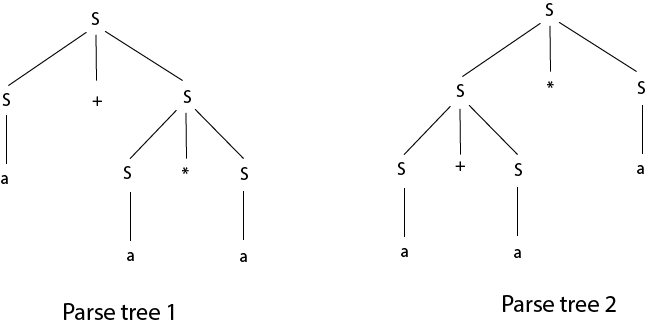 S
S + S
a
S * S
a a
Parse tree 1
S
S * S
S + S
a
a a
Parse tree 2